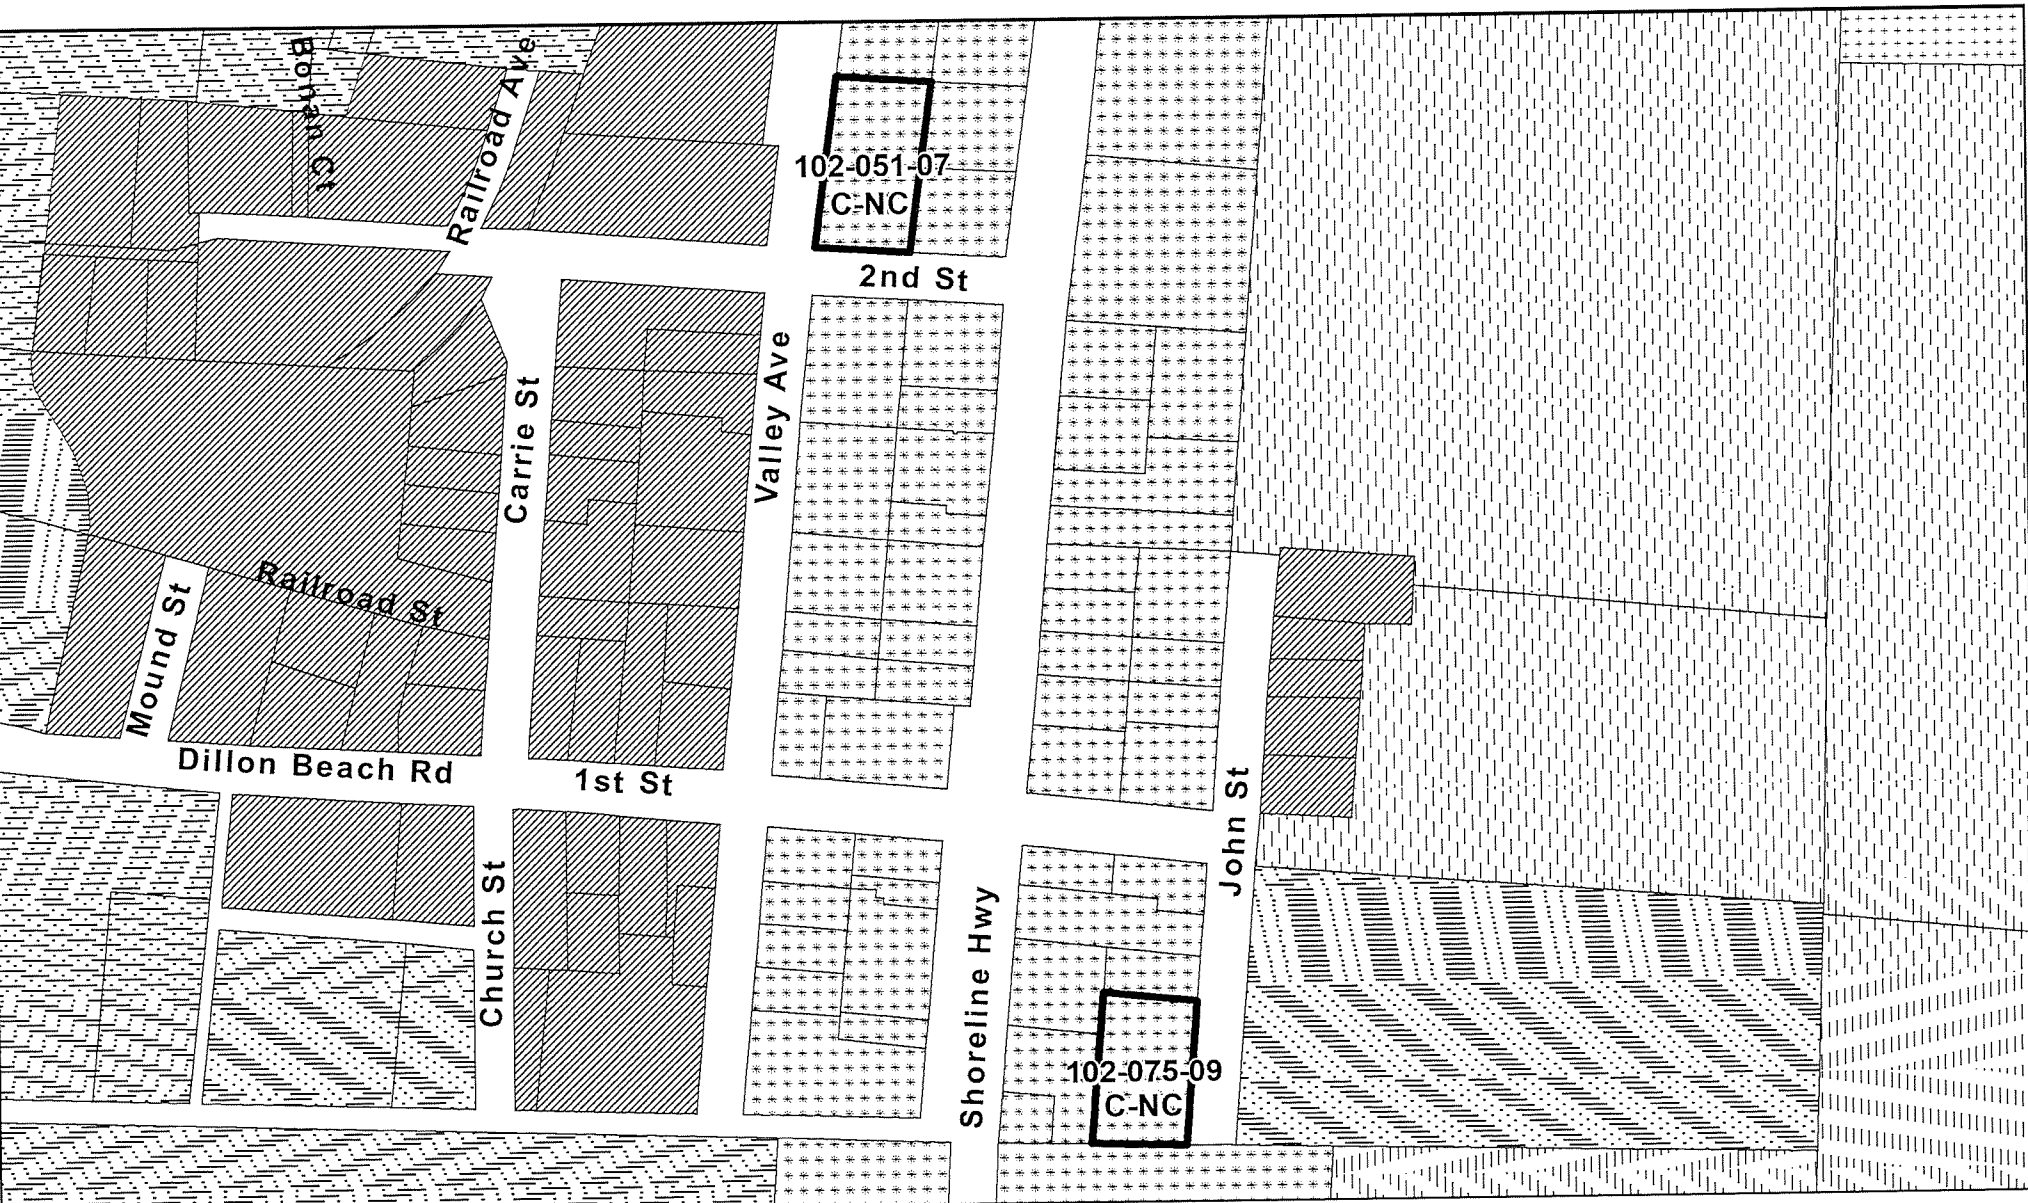 Bonan Ct
Railroad Ave
102-051-07
C-NC
2nd St
Valley Ave
Carrie St
Railroad St
Mound St
Dillon Beach Rd
1st St
John St
Church St
Shoreline Hwy
102-075-09
C-NC